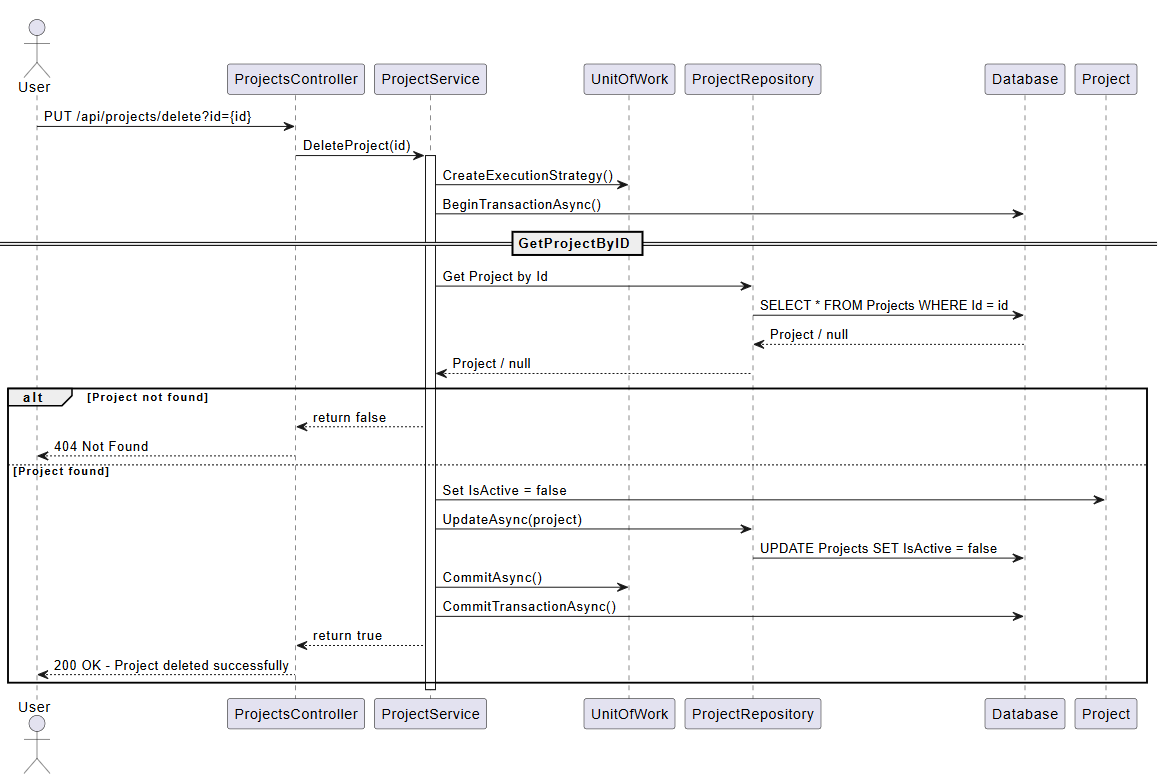 User
ProjectsController
ProjectService
UnitOfWork
ProjectRepository
Database
Project
PUT /api/projects/delete?id={id}
DeleteProject(id)
CreateExecutionStrategy()
BeginTransactionAsync()
GetProjectByID
Get Project by Id
SELECT * FROM Projects WHERE Id = id
Project / null
Project / null
alt
[Project not found]
return false
404 Not Found
[Project found]
Set IsActive = false
UpdateAsync(project)
UPDATE Projects SET IsActive = false
CommitAsync()
CommitTransactionAsync()
return true
200 OK - Project deleted successfully
User
ProjectsController
ProjectService
UnitOfWork
ProjectRepository
Database
Project